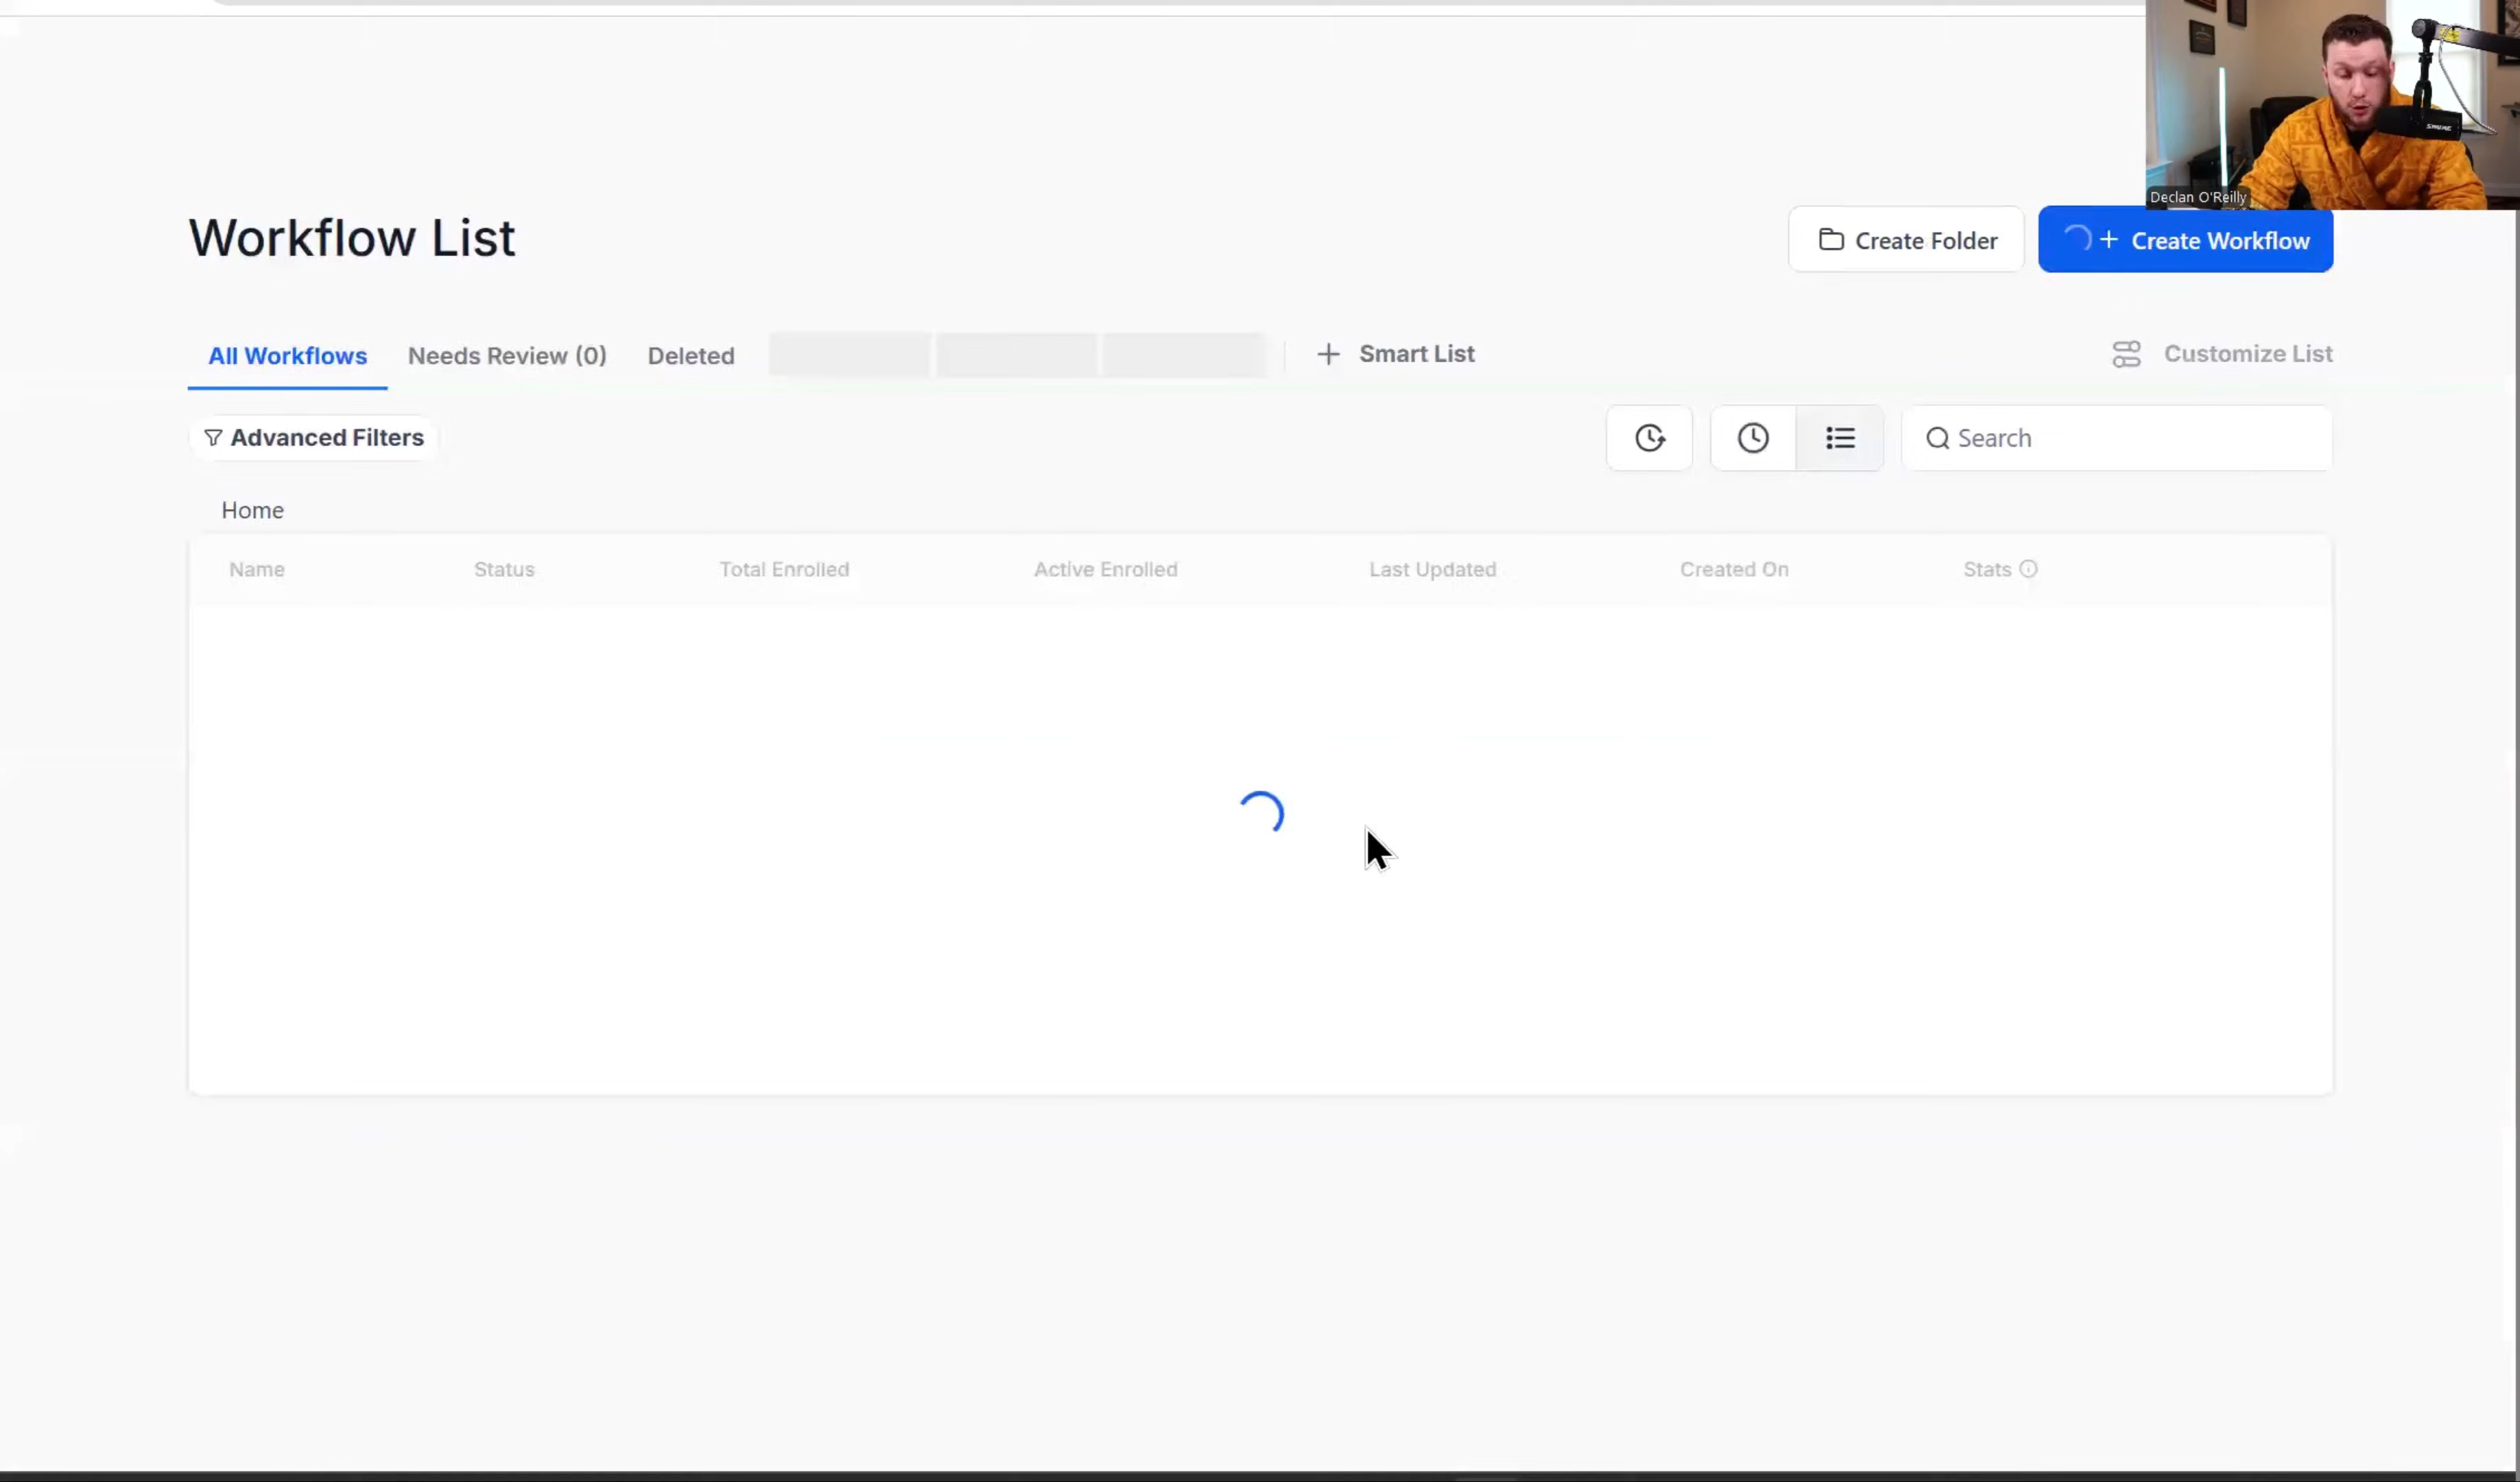 SHURE
Declan O'Reilly
Workflow List
Create Folder
+ Create Workflow
All Workflows
Needs Review (0)
Deleted
+ Smart List
Customize List
Advanced Filters
Search
Home
Name
Status
Total Enrolled
Active Enrolled
Last Updated
Created On
Stats